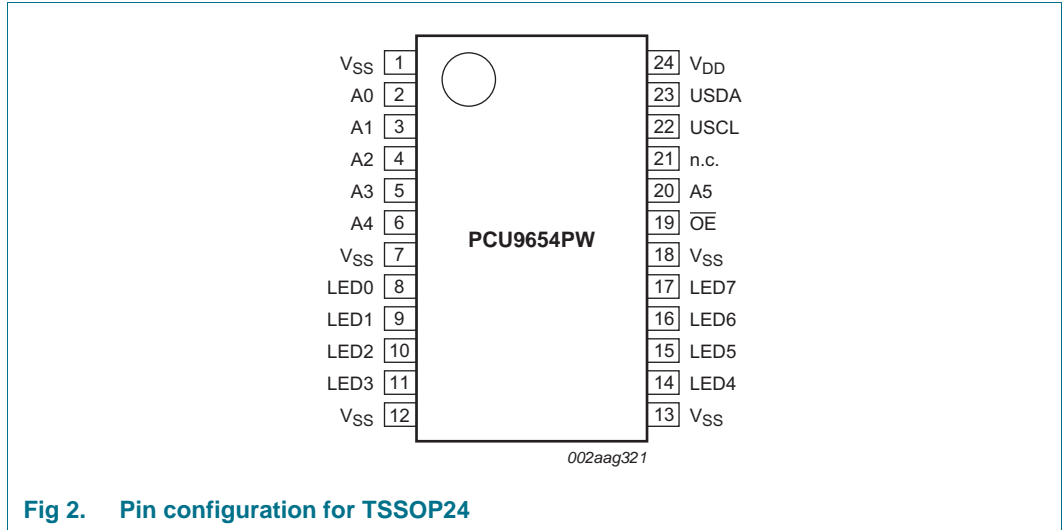 VSS 1
A0 2
A1 3
A2 4
A3 5
A4 6
VSS 7
LED0 8
LED1 9
LED2 10
LED3 11
VSS 12
PCU9654PW
24 VDD
23 USDA
22 USCL
21 n.c.
20 A5
19 O̅E̅
18 VSS
17 LED7
16 LED6
15 LED5
14 LED4
13 VSS
002aag321
Fig 2. Pin configuration for TSSOP24